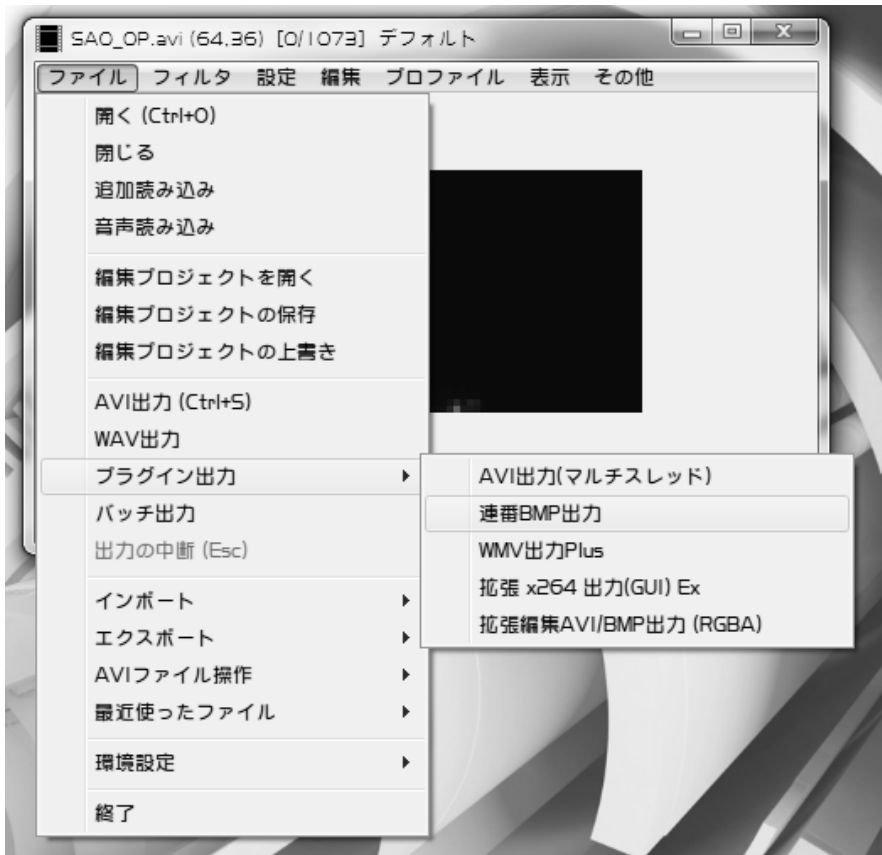 SAO_OP.avi (64,36) [0/1073] デフォルト
ファイル フィルタ 設定 編集 プロファイル 表示 その他
開く (Ctrl+O)
閉じる
追加読み込み
音声読み込み
編集プロジェクトを開く
編集プロジェクトの保存
編集プロジェクトの上書き
AVI出力 (Ctrl+S)
WAV出力
プラグイン出力
バッチ出力
出力の中断 (Esc)
インポート
エクスポート
AVIファイル操作
最近使ったファイル
環境設定
終了
AVI出力(マルチスレッド)
連番BMP出力
WMV出力Plus
拡張 x264 出力(GUI) Ex
拡張編集AVI/BMP出力 (RGBA)